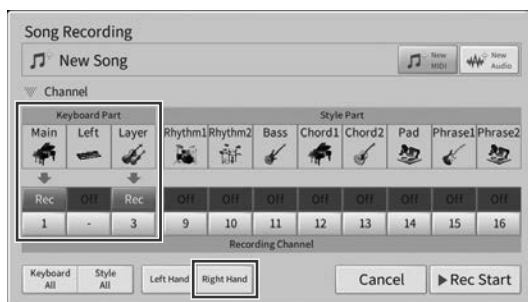 Song Recording
New Song
New MIDI
New Audio
Channel
Keyboard Part
Style Part
Main Left Layer Rhythm1 Rhythm2 Bass Chord1 Chord2 Pad Phrase1 Phrase2
Rec Off Rec Off Off Off Off Off Off Off Off
1 - 3 9 10 11 12 13 14 15 16
Recording Channel
Keyboard All
Style All
Left Hand
Right Hand
Cancel
Rec Start